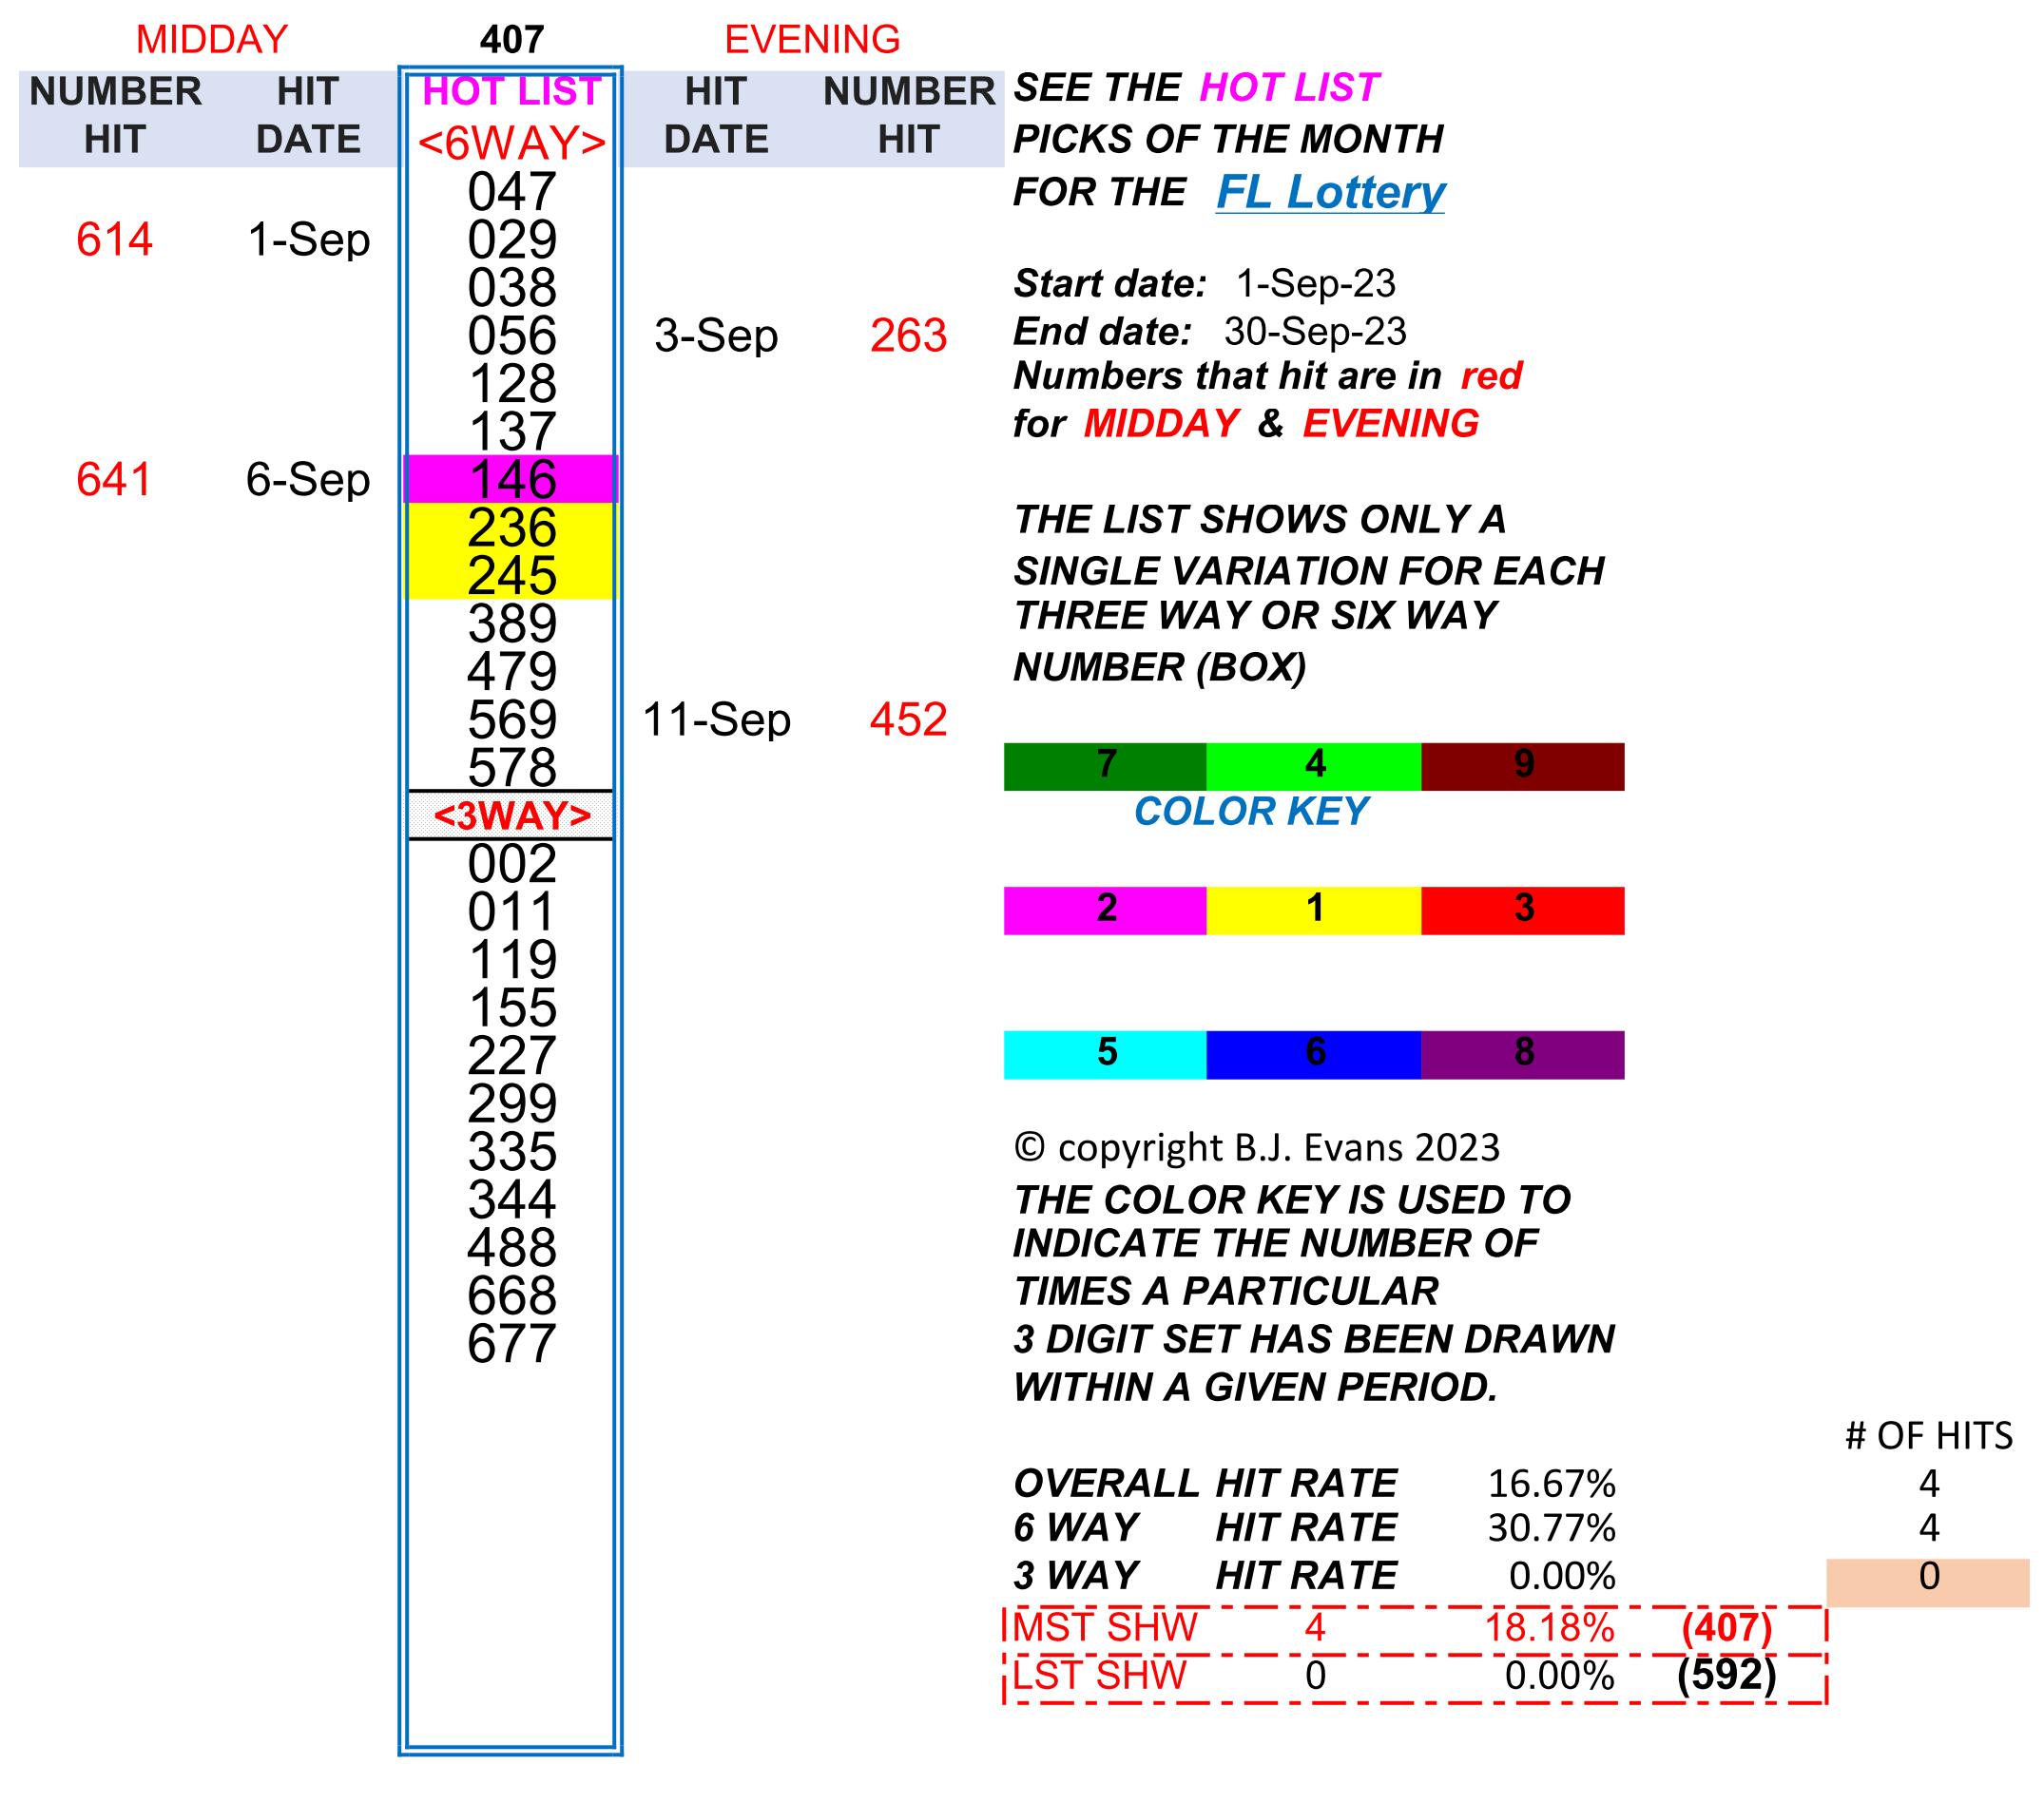 MIDDAY 407 EVENING
NUMBER HIT HOT LIST HIT NUMBER
HIT DATE <6WAY> DATE HIT
047
614 1-Sep 029
038
056 3-Sep 263
128
137
641 6-Sep 146
236
245
389
479
569 11-Sep 452
578
<3WAY>
002
011
119
155
227
299
335
344
488
668
677
SEE THE HOT LIST
PICKS OF THE MONTH
FOR THE FL Lottery
Start date: 1-Sep-23
End date: 30-Sep-23
Numbers that hit are in red
for MIDDAY & EVENING
THE LIST SHOWS ONLY A
SINGLE VARIATION FOR EACH
THREE WAY OR SIX WAY
NUMBER (BOX)
7 4 9
COLOR KEY
2 1 3
5 6 8
© copyright B.J. Evans 2023
THE COLOR KEY IS USED TO
INDICATE THE NUMBER OF
TIMES A PARTICULAR
3 DIGIT SET HAS BEEN DRAWN
WITHIN A GIVEN PERIOD.
# OF HITS
OVERALL HIT RATE 16.67% 4
6 WAY HIT RATE 30.77% 4
3 WAY HIT RATE 0.00% 0
MST SHW 4 18.18% (407)
LST SHW 0 0.00% (592)